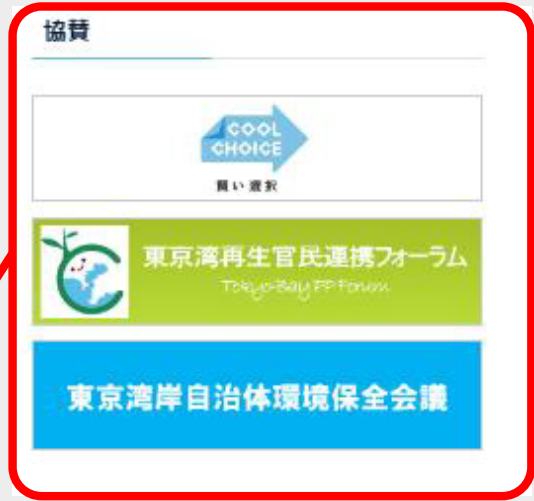 協賛
COOL
CHOICE
賢い選択
東京湾再生官民連携フォーラム
Tokyo-Bay PP Forum
東京湾岸自治体環境保全会議